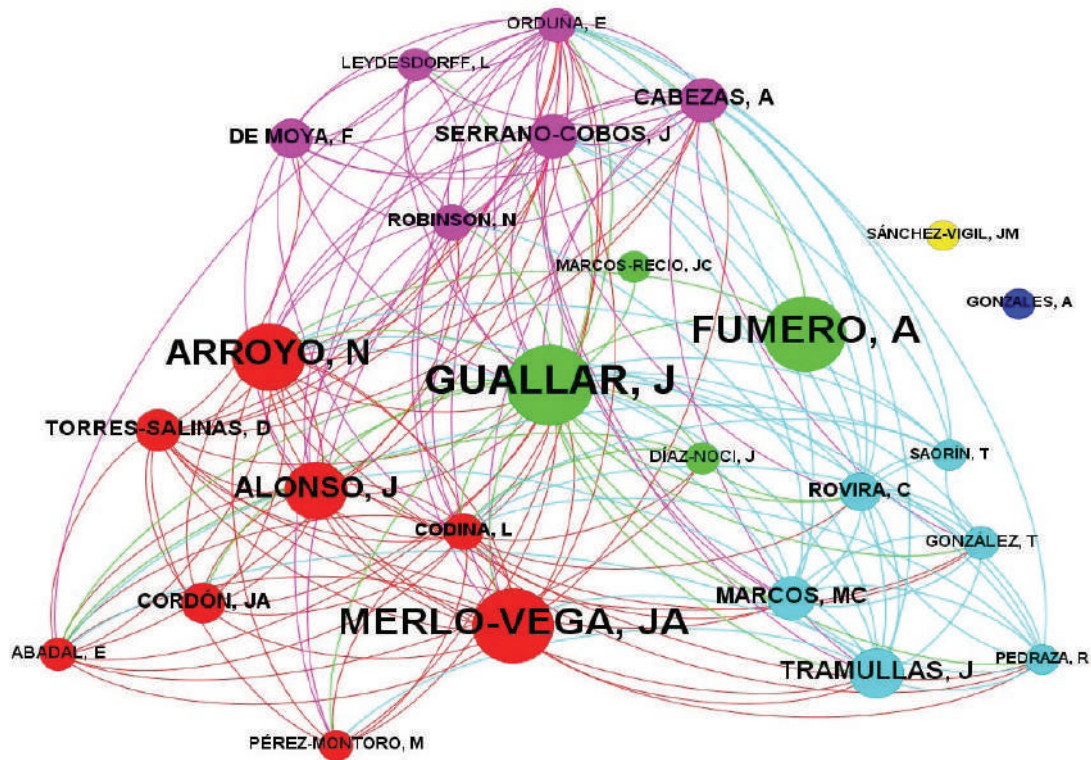 ORDUNA, E
LEYDESDORFF, L
CABEZAS, A
DE MOYA, F
SERRANO-COBOS, J
ROBINSON, N
SÁNCHEZ-VIGIL, JM
MARCOS-RECIO, JC
GONZALES, A
FUMERO, A
ARROYO, N
GUALLAR, J
TORRES-SALINAS, D
SAORÍN, T
DÍAZ-NOCI, J
ALONSO, J
ROVIRA, C
CODINA, L
GONZÁLEZ, T
MARCOS, MC
CORDÓN, JA
MERLO-VEGA, JA
ABADAL, E
PEDRAZA, R
TRAMULLAS, J
PÉREZ-MONTORO, M